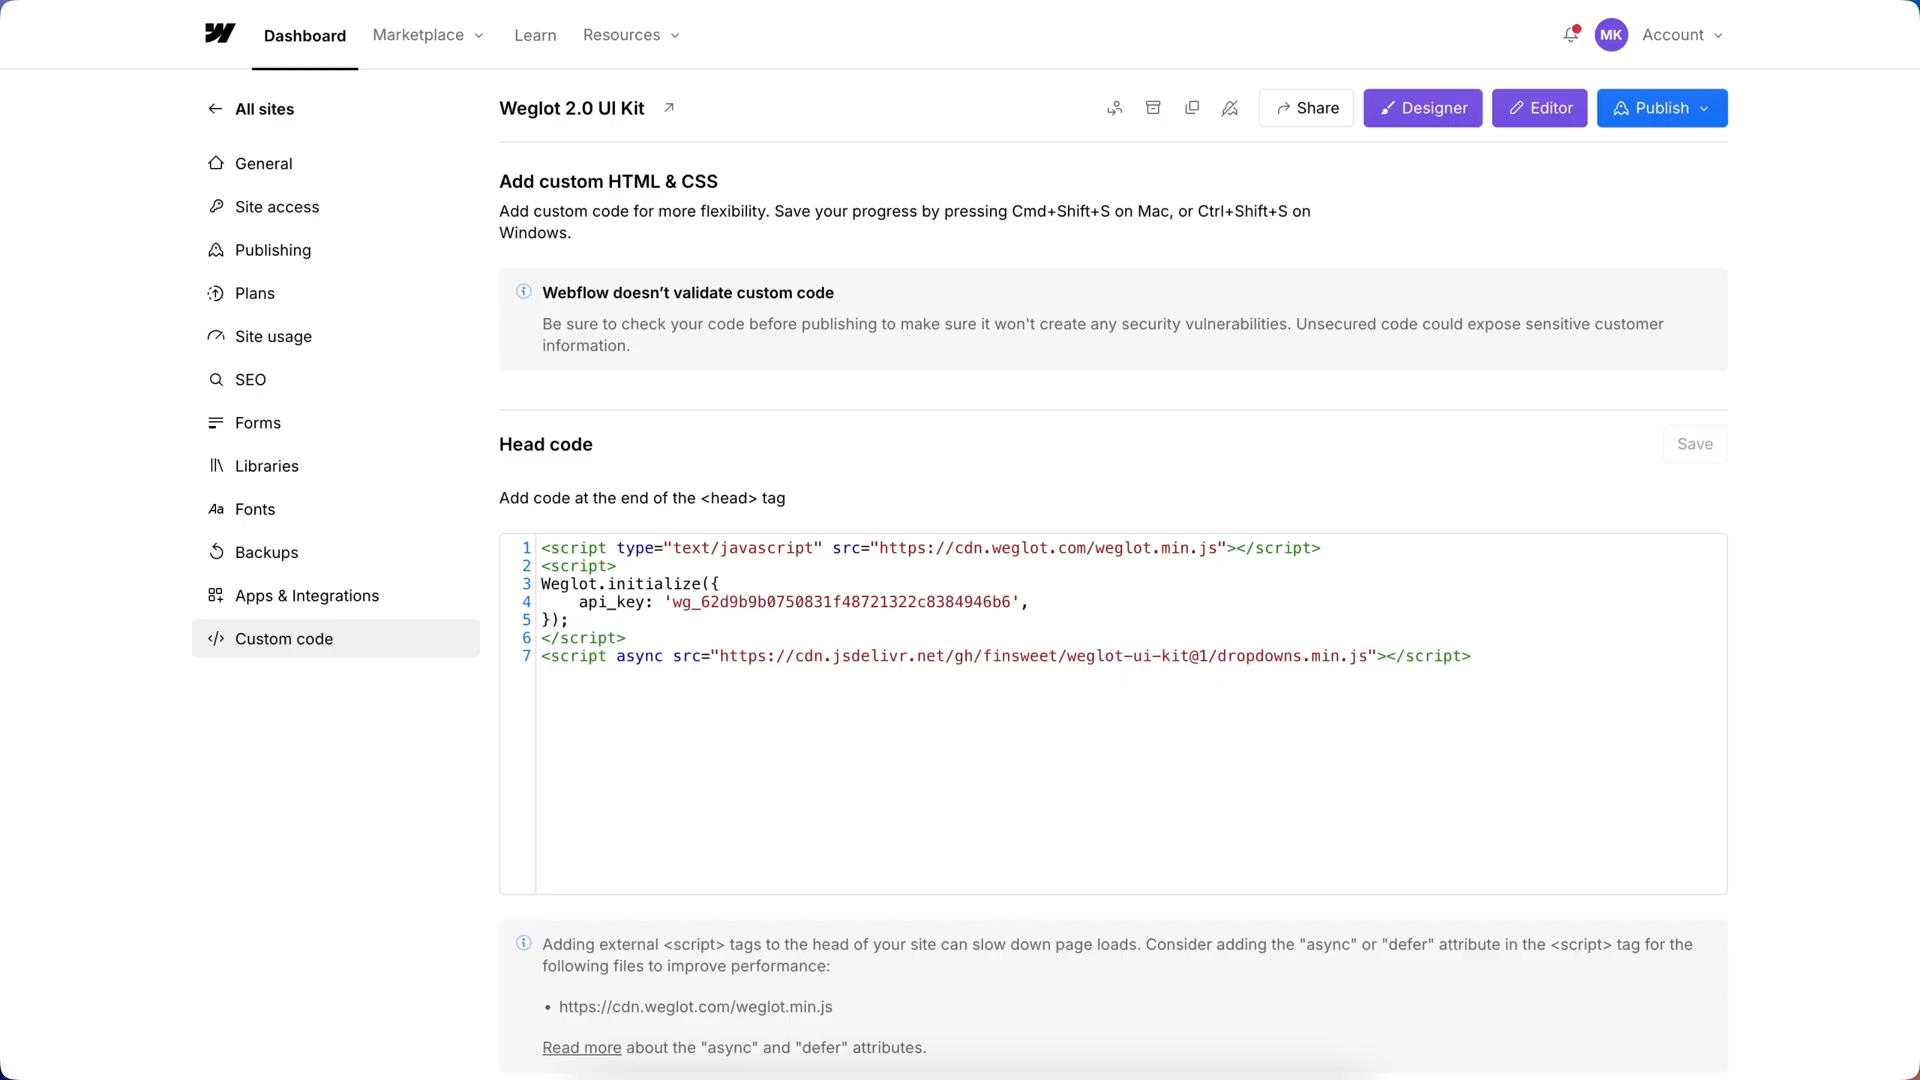 Dashboard
Marketplace
Learn
Resources
MK
Account
All sites
General
Site access
Publishing
Plans
Site usage
SEO
Forms
Libraries
Aa Fonts
Backups
Apps & Integrations
</> Custom code
Weglot 2.0 UI Kit
Share
Designer
Editor
Publish
Add custom HTML & CSS
Add custom code for more flexibility. Save your progress by pressing Cmd+Shift+S on Mac, or Ctrl+Shift+S on
Windows.
Webflow doesn’t validate custom code
Be sure to check your code before publishing to make sure it won't create any security vulnerabilities. Unsecured code could expose sensitive customer
information.
Head code
Save
Add code at the end of the <head> tag
1 <script type="text/javascript" src="https://cdn.weglot.com/weglot.min.js"></script>
2 <script>
3 Weglot.initialize({
4     api_key: 'wg_62d9b9b0750831f48721322c8384946b6',
5 });
6 </script>
7 <script async src="https://cdn.jsdelivr.net/gh/finsweet/weglot-ui-kit@1/dropdowns.min.js"></script>
Adding external <script> tags to the head of your site can slow down page loads. Consider adding the "async" or "defer" attribute in the <script> tag for the
following files to improve performance:
• https://cdn.weglot.com/weglot.min.js
Read more about the "async" and "defer" attributes.